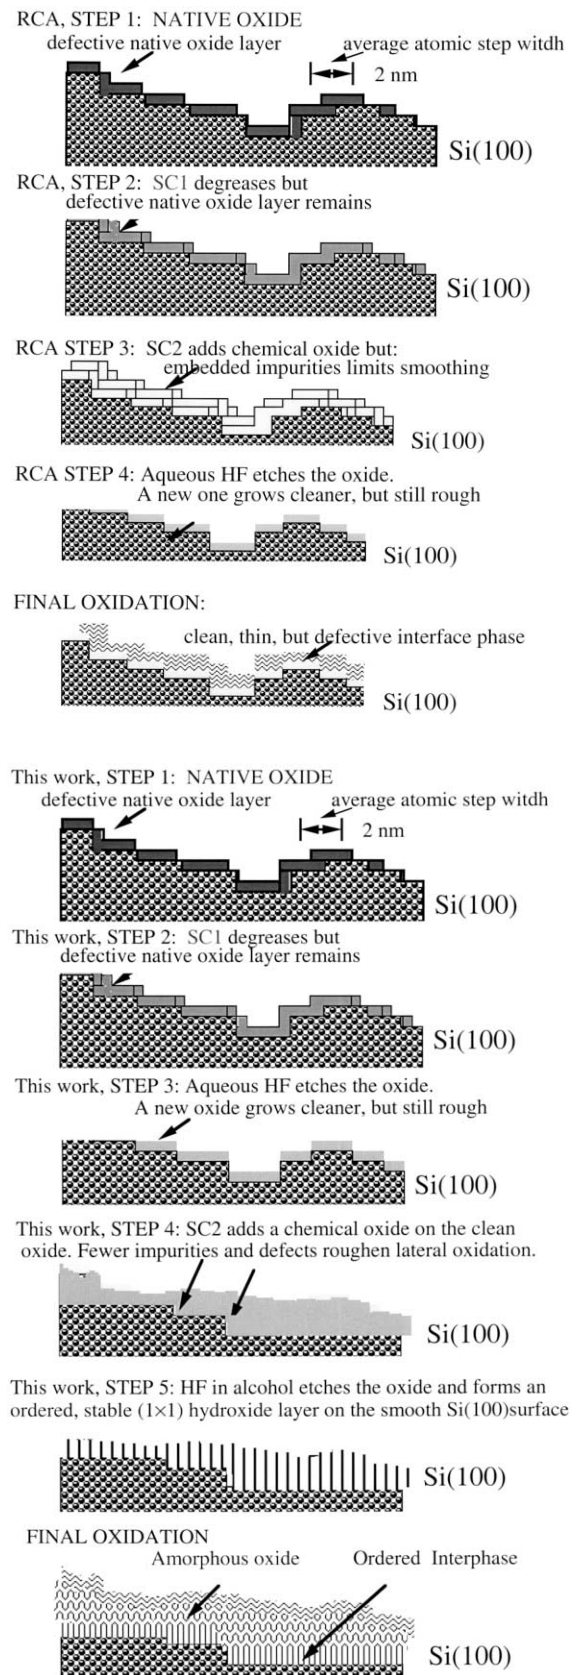 RCA, STEP 1: NATIVE OXIDE
defective native oxide layer
average atomic step witdh
2 nm
Si(100)
RCA, STEP 2: SC1 degreases but
defective native oxide layer remains
Si(100)
RCA STEP 3: SC2 adds chemical oxide but:
embedded impurities limits smoothing
Si(100)
RCA STEP 4: Aqueous HF etches the oxide.
A new one grows cleaner, but still rough
Si(100)
FINAL OXIDATION:
clean, thin, but defective interface phase
Si(100)
This work, STEP 1: NATIVE OXIDE
defective native oxide layer
average atomic step witdh
2 nm
Si(100)
This work, STEP 2: SC1 degreases but
defective native oxide layer remains
Si(100)
This work, STEP 3: Aqueous HF etches the oxide.
A new oxide grows cleaner, but still rough
Si(100)
This work, STEP 4: SC2 adds a chemical oxide on the clean
oxide. Fewer impurities and defects roughen lateral oxidation.
Si(100)
This work, STEP 5: HF in alcohol etches the oxide and forms an
ordered, stable (1×1) hydroxide layer on the smooth Si(100)surface
Si(100)
FINAL OXIDATION
Amorphous oxide
Ordered Interphase
Si(100)